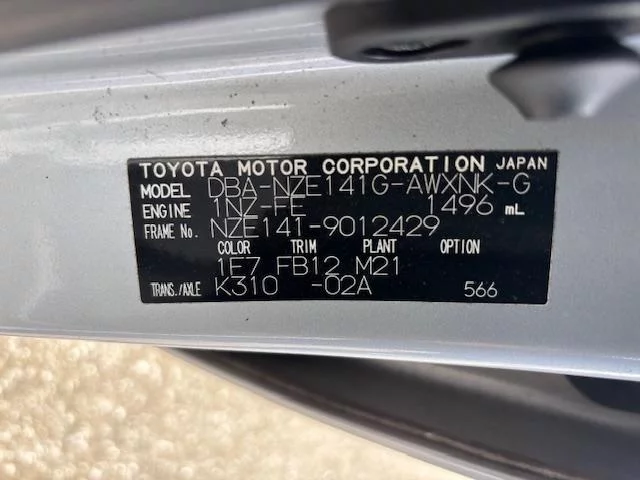 TOYOTA MOTOR CORPORATION JAPAN
MODEL DBA-NZE141G-AWXNK-G
ENGINE 1NZ-FE 1496 mL
FRAME No. NZE141-9012429
COLOR TRIM PLANT OPTION
1E7 FB12 M21
TRANS./AXLE K310 -02A 566